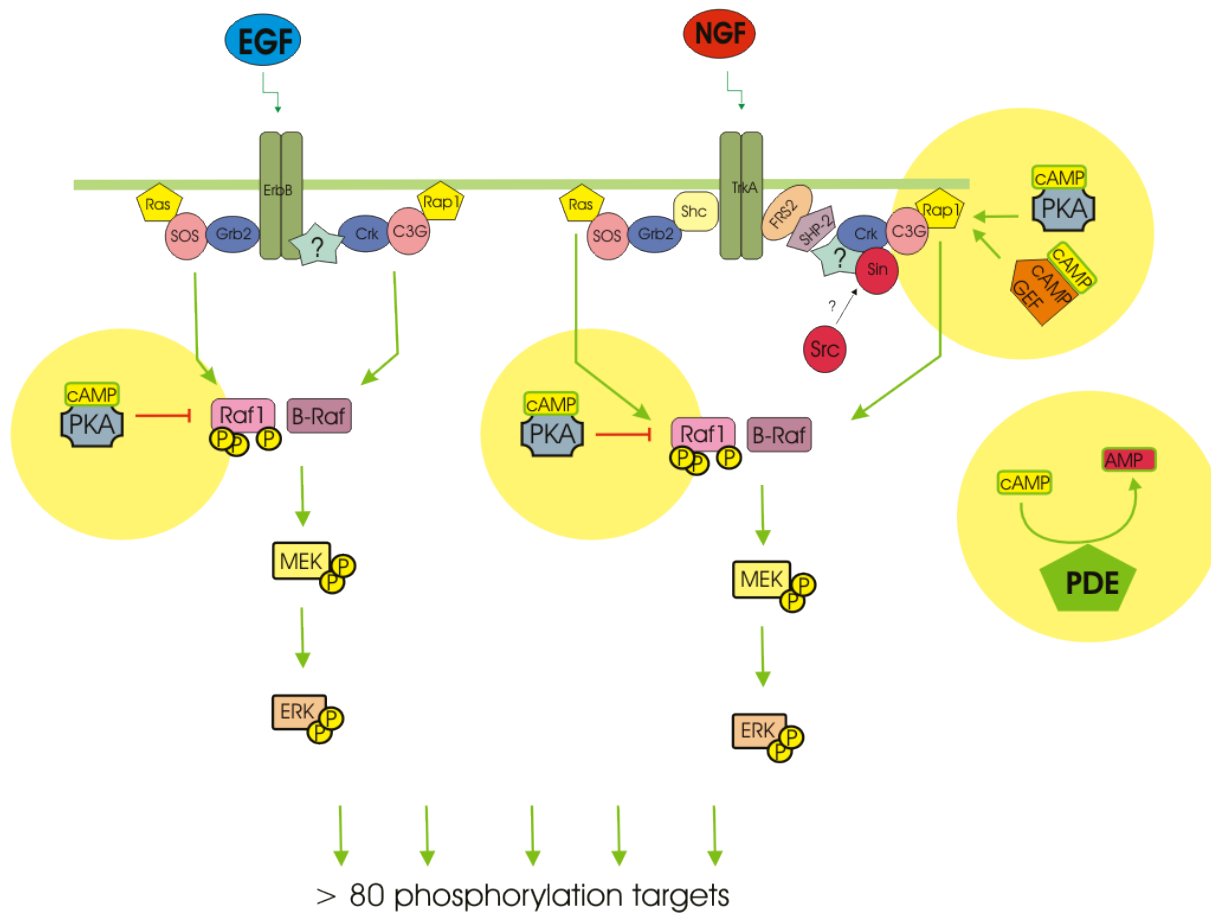 EGF
NGF
ErbB
TrkA
Ras
SOS
Grb2
?
Crk
C3G
Rap1
Ras
SOS
Grb2
Shc
FRS2
SHP-2
?
Crk
Sin
C3G
Rap1
cAMP
PKA
cAMP
cAMP
GEF
?
Src
cAMP
PKA
Raf1
B-Raf
P
P
P
cAMP
PKA
Raf1
B-Raf
P
P
P
cAMP
AMP
PDE
MEK
P
P
MEK
P
P
ERK
P
P
ERK
P
P
> 80 phosphorylation targets